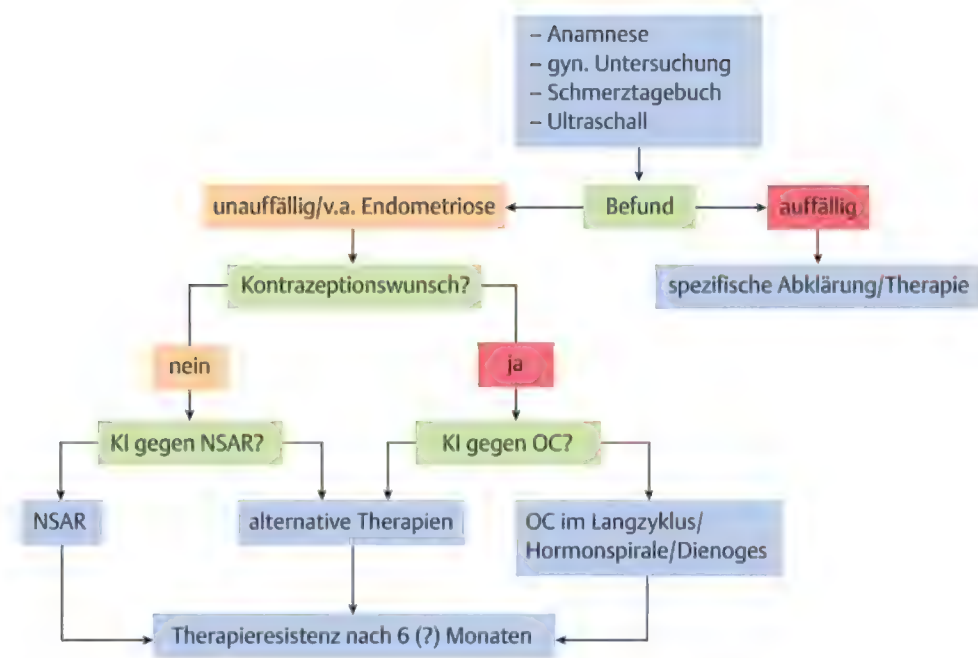 – Anamnese
– gyn. Untersuchung
– Schmerztagebuch
– Ultraschall
unauffällig/v.a. Endometriose
Befund
auffällig
Kontrazeptionswunsch?
spezifische Abklärung/Therapie
nein
ja
KI gegen NSAR?
KI gegen OC?
NSAR
alternative Therapien
OC im Langzyklus/
Hormonspirale/Dienoges
Therapieresistenz nach 6 (?) Monaten